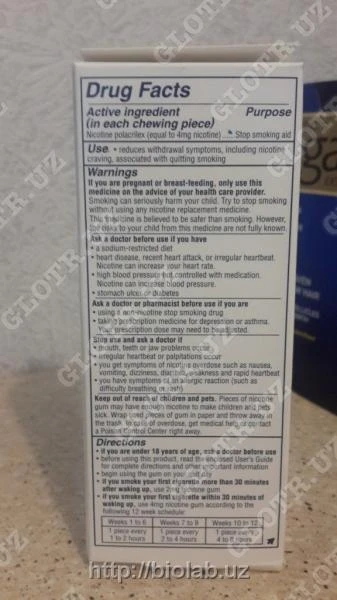 Drug Facts
Active ingredient Purpose
(in each chewing piece)
Nicotine polacrilex (equal to 4mg nicotine) Stop smoking aid
Use • reduces withdrawal symptoms, including nicotine
craving, associated with quitting smoking
Warnings
If you are pregnant or breast-feeding, only use this
medicine on the advice of your health care provider.
Smoking can seriously harm your child. Try to stop smoking
without using any nicotine replacement medicine.
This medicine is believed to be safer than smoking. However,
the risks to your child from this medicine are not fully known.
Ask a doctor before use if you have
• a sodium-restricted diet
• heart disease, recent heart attack, or irregular heartbeat.
Nicotine can increase your heart rate.
• high blood pressure not controlled with medication.
Nicotine can increase blood pressure.
• stomach ulcer or diabetes
Ask a doctor or pharmacist before use if you are
• using a non-nicotine stop smoking drug
• taking prescription medicine for depression or asthma.
Your prescription dose may need to be adjusted.
Stop use and ask a doctor if
• mouth, teeth or jaw problems occur
• irregular heartbeat or palpitations occur
• you get symptoms of nicotine overdose such as nausea,
vomiting, dizziness, diarrhea, weakness and rapid heartbeat
• you have symptoms of an allergic reaction (such as
difficulty breathing or rash)
Keep out of reach of children and pets. Pieces of nicotine
gum may have enough nicotine to make children and pets
sick. Wrap used pieces of gum in paper and throw away in
the trash. In case of overdose, get medical help or contact
a Poison Control Center right away.
Directions
• if you are under 18 years of age, ask a doctor before use
• before using this product, read the enclosed User's Guide
for complete directions and other important information
• begin using the gum on your quit day
• if you smoke your first cigarette more than 30 minutes
after waking up, use 2mg nicotine gum
• if you smoke your first cigarette within 30 minutes of
waking up, use 4mg nicotine gum according to the
following 12 week schedule:
Weeks 1 to 6 Weeks 7 to 9 Weeks 10 to 12
1 piece every 1 piece every 1 piece every
1 to 2 hours 2 to 4 hours 4 to 8 hours
GLOTR.UZ
http://biolab.uz